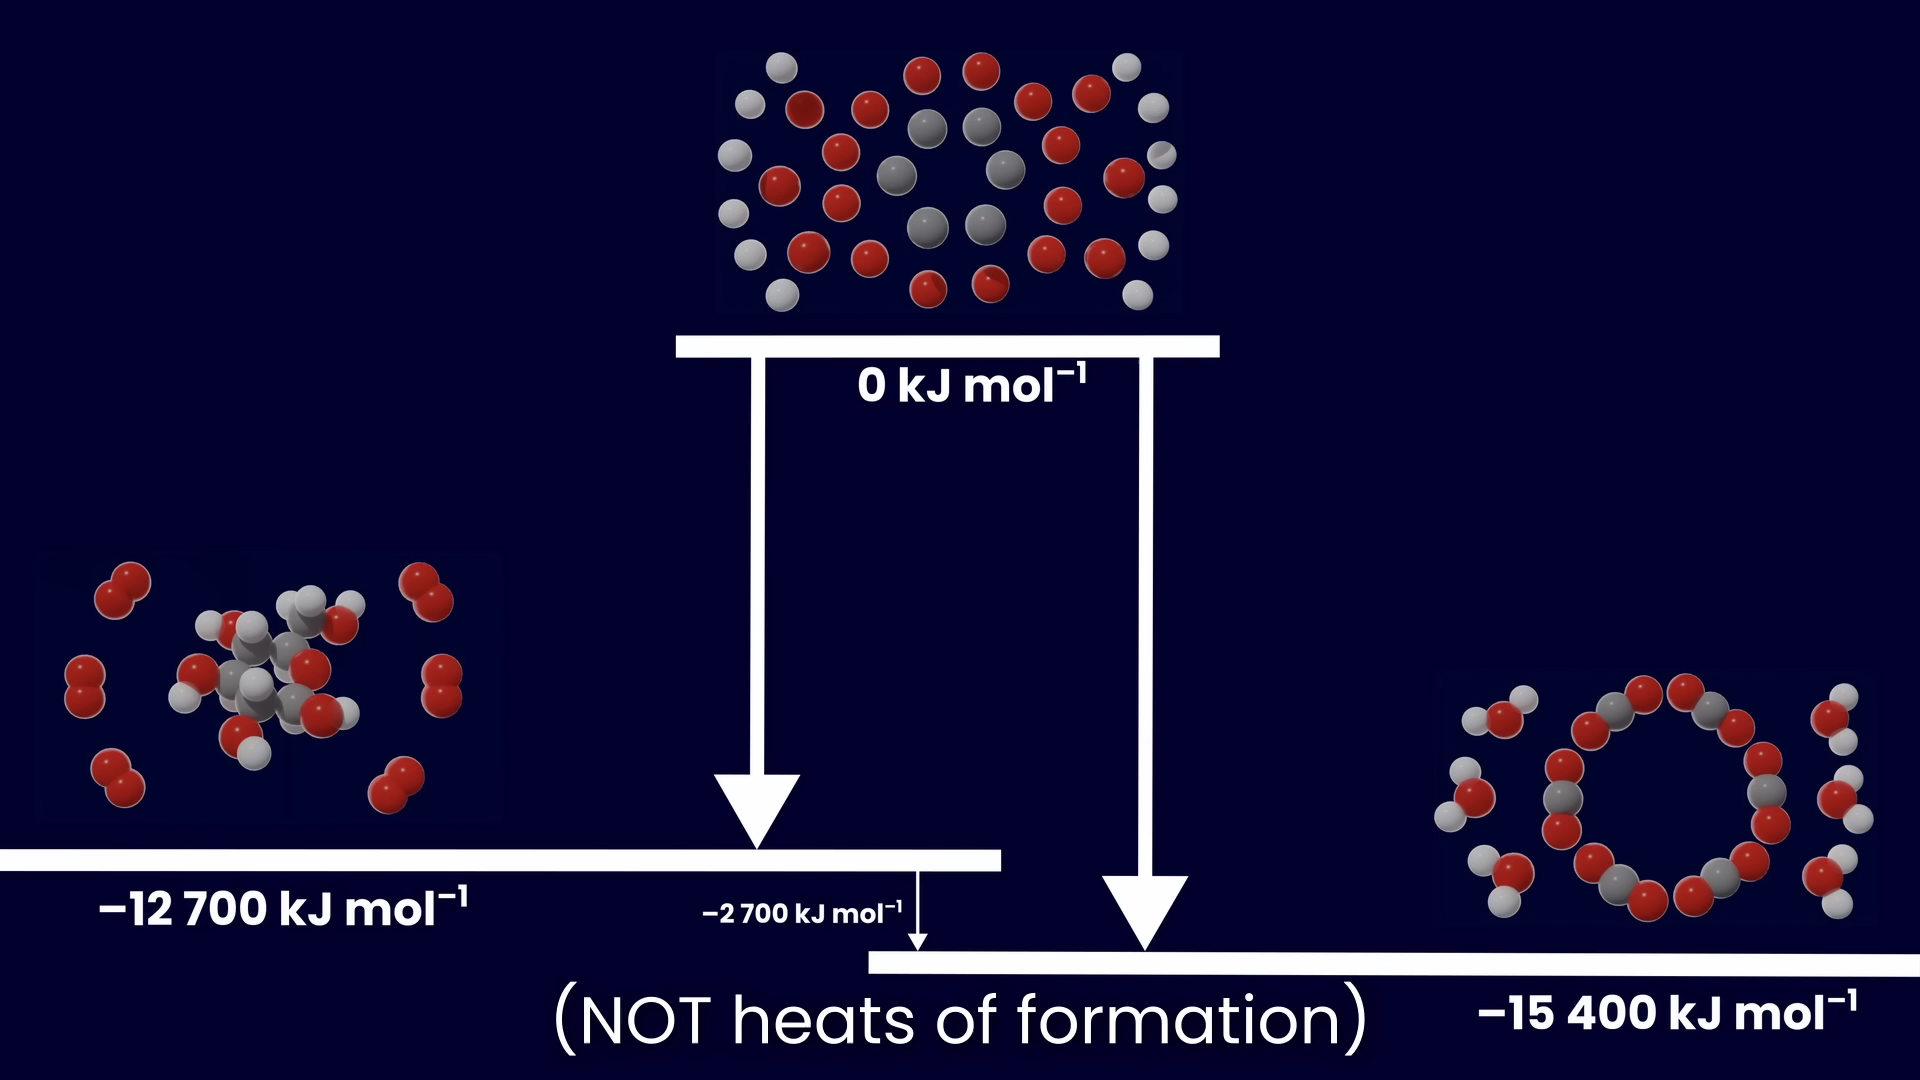 0 kJ mol⁻¹
–12 700 kJ mol⁻¹
–2 700 kJ mol⁻¹
(NOT heats of formation)
–15 400 kJ mol⁻¹